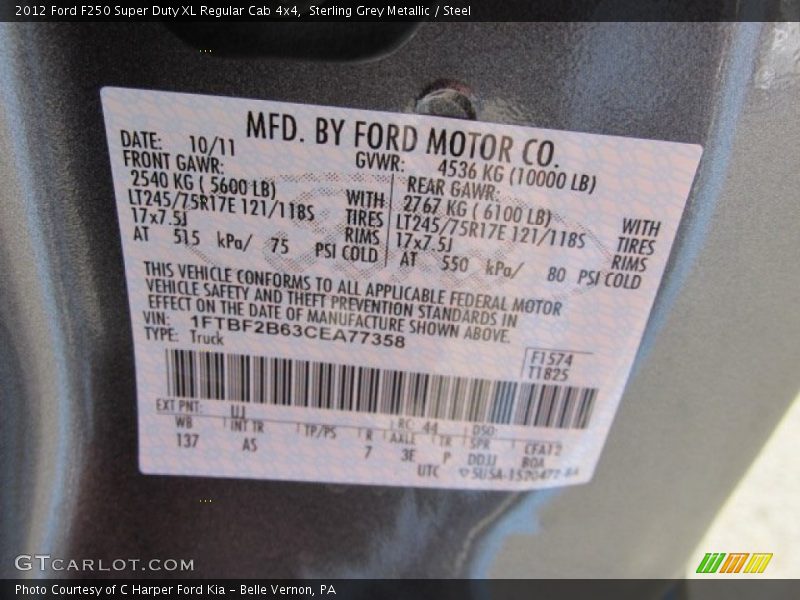 2012 Ford F250 Super Duty XL Regular Cab 4x4, Sterling Grey Metallic / Steel
MFD. BY FORD MOTOR CO.
DATE: 10/11
GVWR: 4536 KG (10000 LB)
FRONT GAWR:
REAR GAWR:
2540 KG ( 5600 LB)
2767 KG ( 6100 LB)
WITH
WITH
LT245/75R17E 121/118S
TIRES
LT245/75R17E 121/118S
TIRES
17x7.5J
RIMS
17x7.5J
RIMS
AT 515 kPa/ 75 PSI COLD
AT 550 kPa/ 80 PSI COLD
THIS VEHICLE CONFORMS TO ALL APPLICABLE FEDERAL MOTOR
VEHICLE SAFETY AND THEFT PREVENTION STANDARDS IN
EFFECT ON THE DATE OF MANUFACTURE SHOWN ABOVE.
VIN: 1FTBF2B63CEA77358
TYPE: Truck
F1574
T1825
EXT PNT: UJ
RC: 44 DSO:
WB INT TR TP/PS R AXLE TR SPR CFA12
137 AS 7 3E P DDJJ
UTC
GTCARLOT.COM
Photo Courtesy of C Harper Ford Kia – Belle Vernon, PA